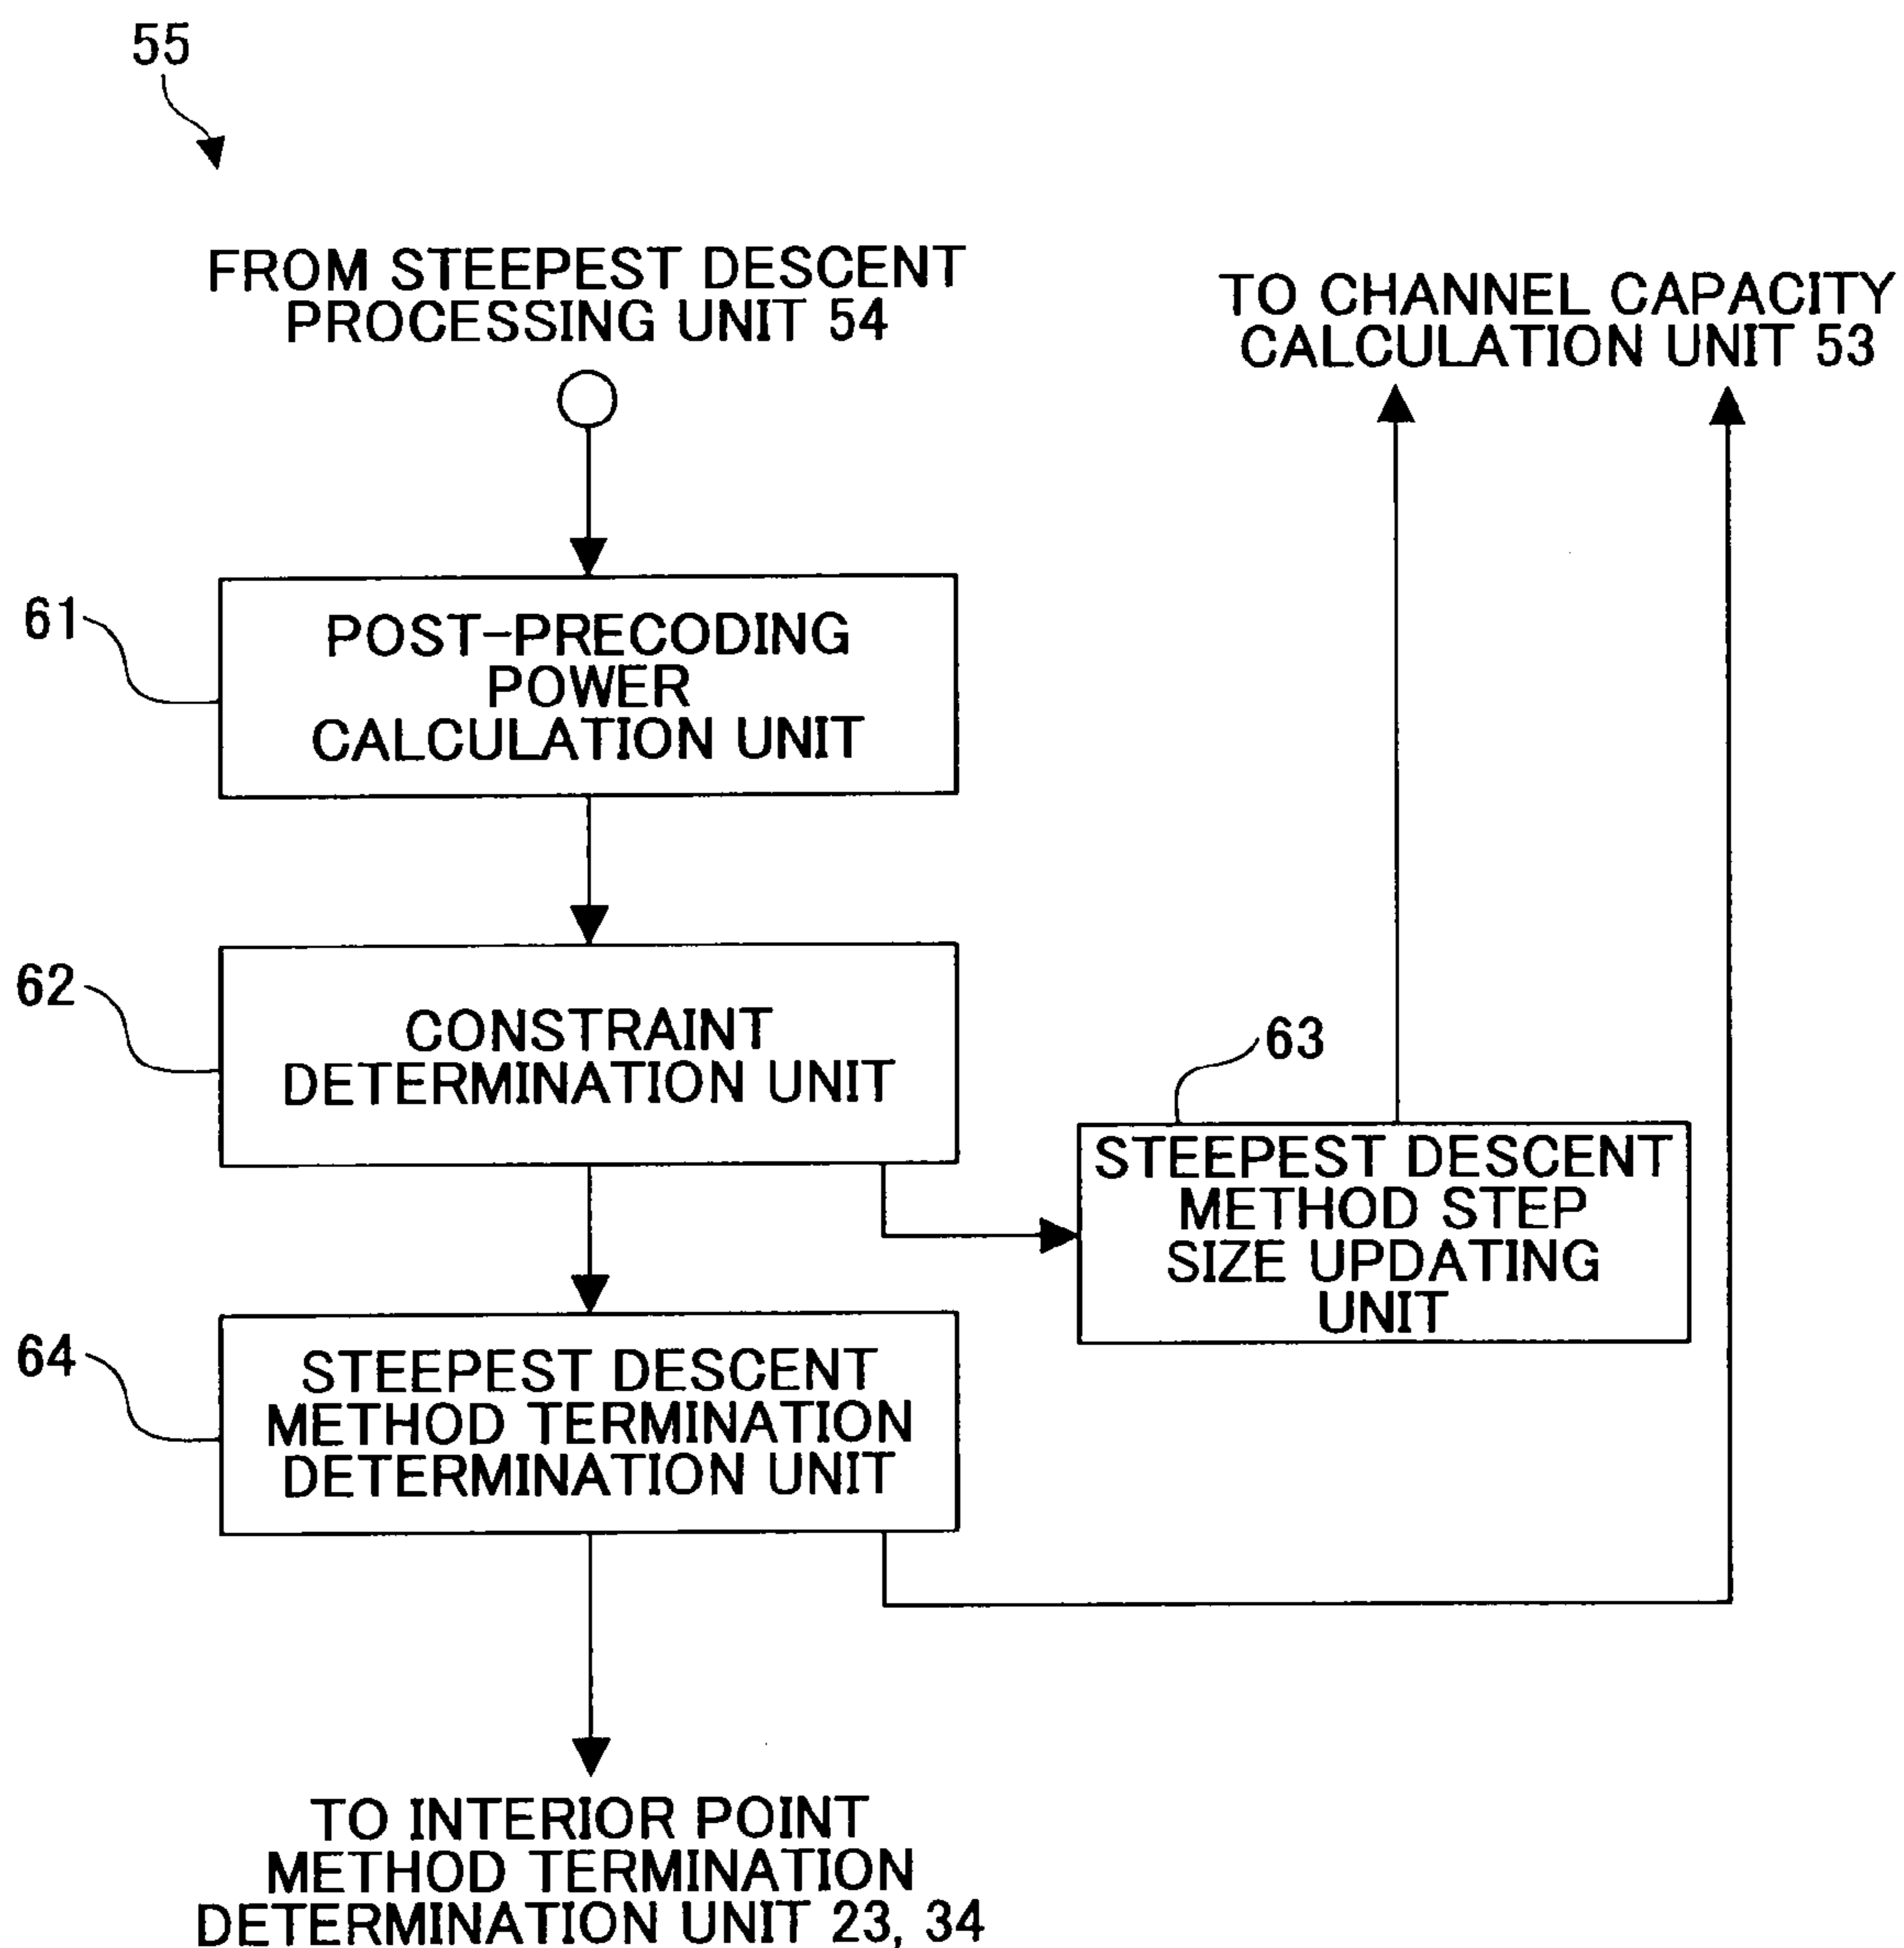 55
FROM STEEPEST DESCENT
PROCESSING UNIT 54
TO CHANNEL CAPACITY
CALCULATION UNIT 53
61
POST-PRECODING
POWER
CALCULATION UNIT
62
CONSTRAINT
DETERMINATION UNIT
63
STEEPEST DESCENT
METHOD STEP
SIZE UPDATING
UNIT
64
STEEPEST DESCENT
METHOD TERMINATION
DETERMINATION UNIT
TO INTERIOR POINT
METHOD TERMINATION
DETERMINATION UNIT 23, 34